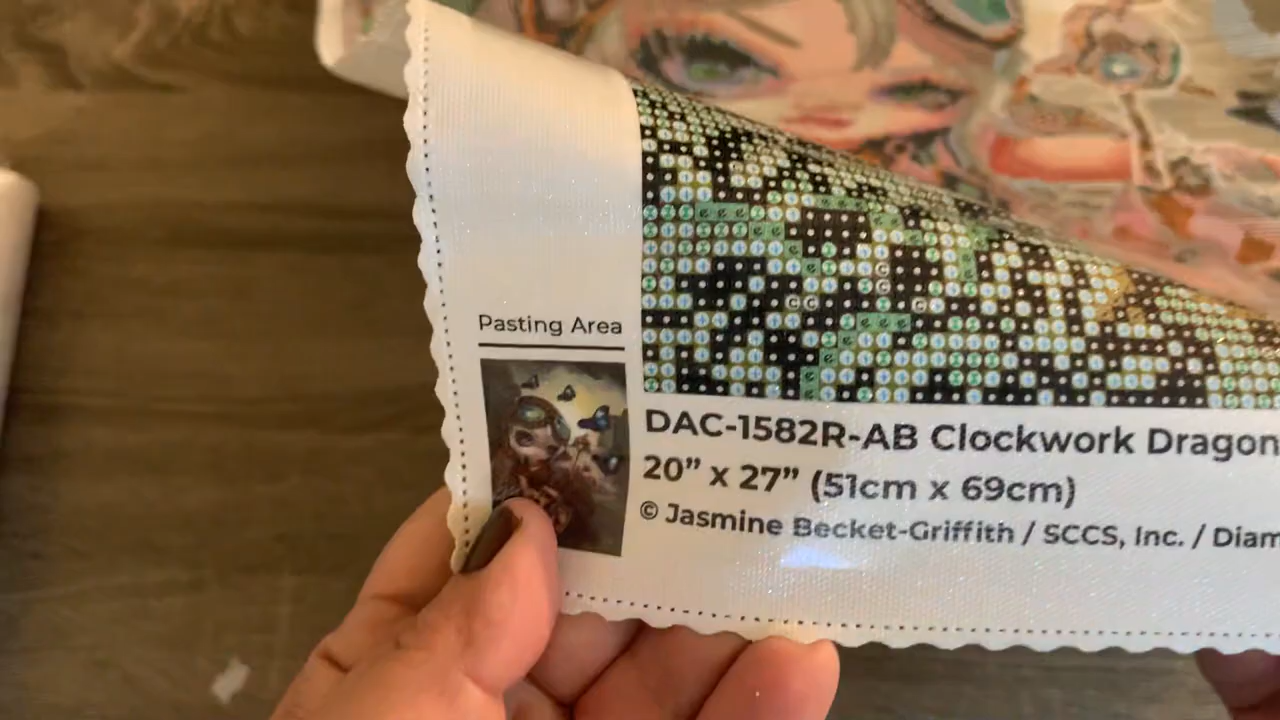 Pasting Area
DAC-1582R-AB Clockwork Dragon
20” x 27” (51cm x 69cm)
© Jasmine Becket-Griffith / SCCS, Inc. / Diam